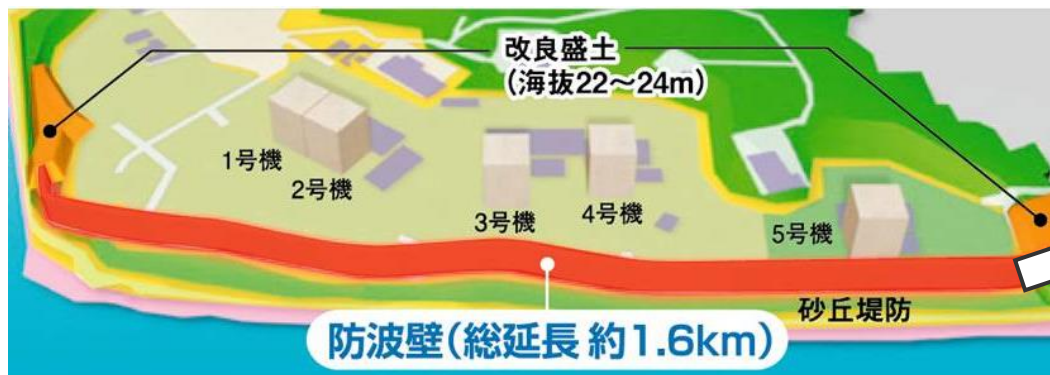 改良盛土
(海抜22～24m)
1号機
2号機
3号機
4号機
5号機
砂丘堤防
防波壁(総延長 約1.6km)